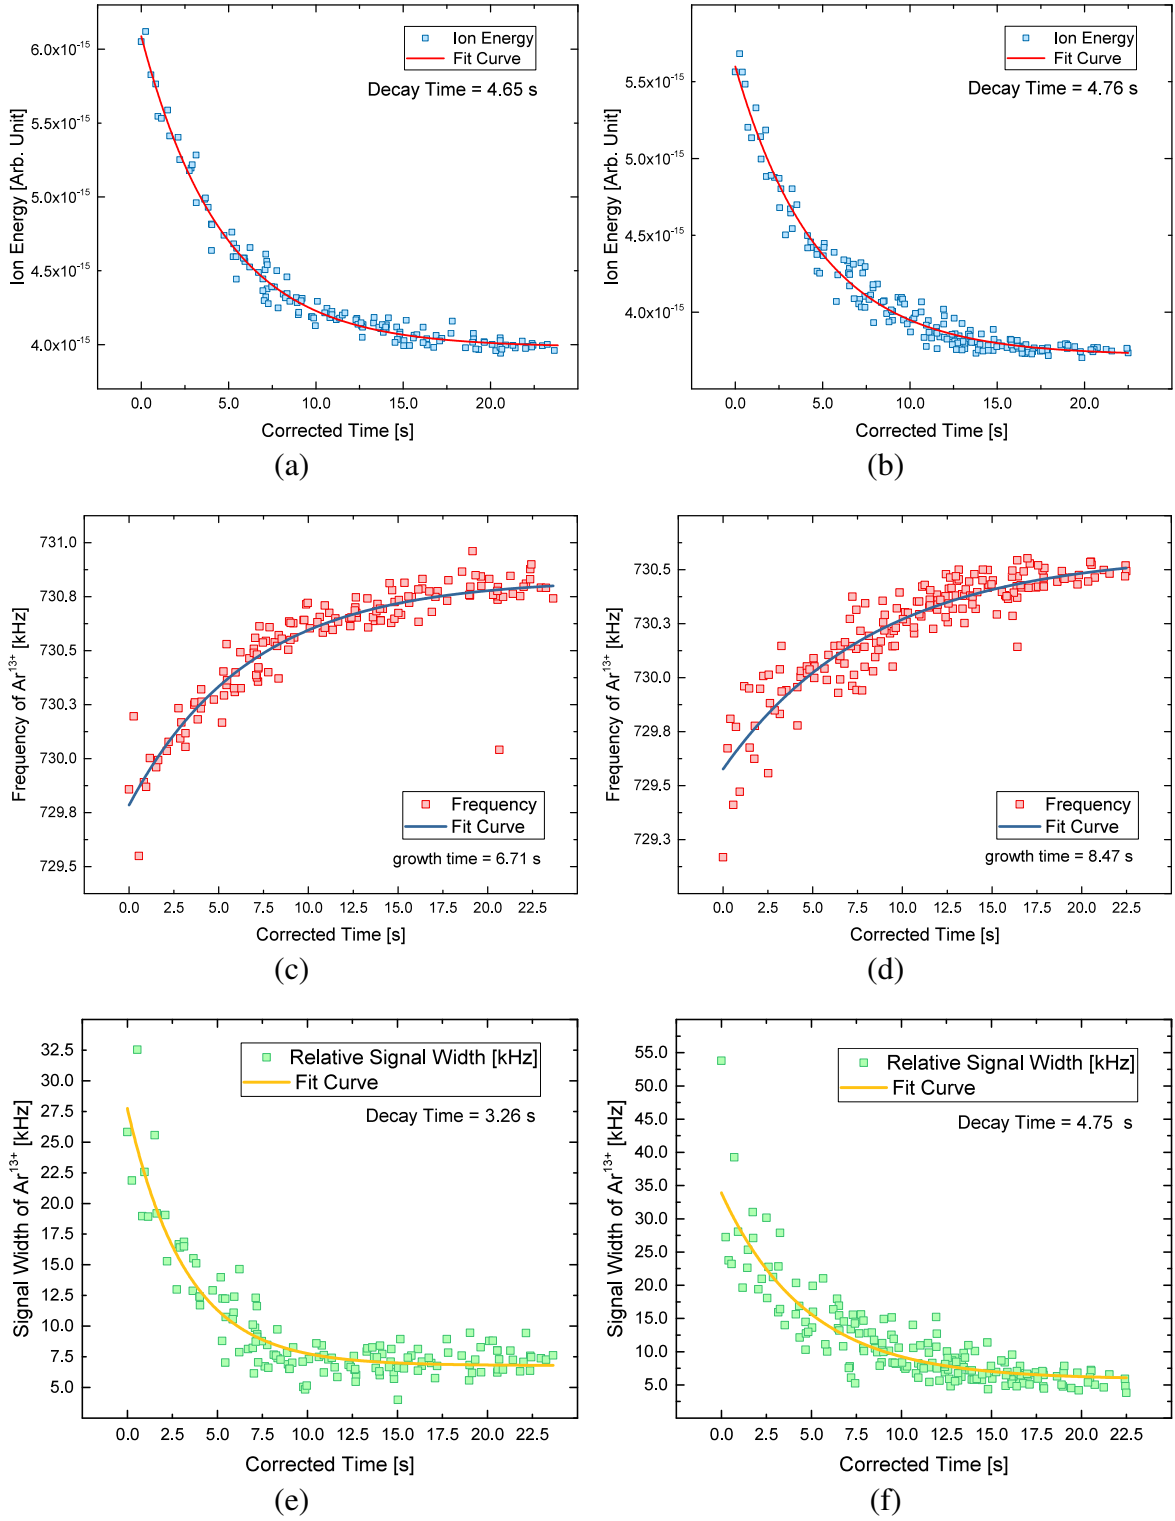 Ion Energy
Fit Curve
Decay Time = 4.65 s
6.0x10⁻¹⁵
5.5x10⁻¹⁵
5.0x10⁻¹⁵
4.5x10⁻¹⁵
4.0x10⁻¹⁵
Ion Energy [Arb. Unit]
0.0 5.0 10.0 15.0 20.0
Corrected Time [s]
(a)
Ion Energy
Fit Curve
Decay Time = 4.76 s
5.5x10⁻¹⁵
5.0x10⁻¹⁵
4.5x10⁻¹⁵
4.0x10⁻¹⁵
Ion Energy [Arb. Unit]
0.0 5.0 10.0 15.0 20.0
Corrected Time [s]
(b)
731.0
730.8
730.5
730.3
730.0
729.8
729.5
Frequency of Ar¹³⁺ [kHz]
Frequency
Fit Curve
growth time = 6.71 s
0.0 2.5 5.0 7.5 10.0 12.5 15.0 17.5 20.0 22.5
Corrected Time [s]
(c)
730.5
730.3
730.0
729.8
729.5
729.3
Frequency of Ar¹³⁺ [kHz]
Frequency
Fit Curve
growth time = 8.47 s
0.0 2.5 5.0 7.5 10.0 12.5 15.0 17.5 20.0 22.5
Corrected Time [s]
(d)
Relative Signal Width [kHz]
Fit Curve
Decay Time = 3.26 s
32.5
30.0
27.5
25.0
22.5
20.0
17.5
15.0
12.5
10.0
7.5
5.0
Signal Width of Ar¹³⁺ [kHz]
0.0 2.5 5.0 7.5 10.0 12.5 15.0 17.5 20.0 22.5
Corrected Time [s]
(e)
Relative Signal Width [kHz]
Fit Curve
Decay Time = 4.75 s
55.0
50.0
45.0
40.0
35.0
30.0
25.0
20.0
15.0
10.0
5.0
Signal Width of Ar¹³⁺ [kHz]
0.0 2.5 5.0 7.5 10.0 12.5 15.0 17.5 20.0 22.5
Corrected Time [s]
(f)